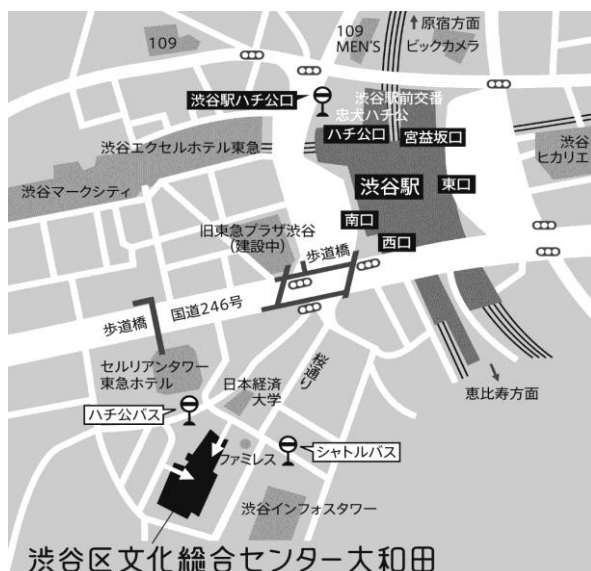 109
109
MEN'S
↑原宿方面
ビックカメラ
渋谷駅ハチ公口
渋谷駅前交番
忠犬ハチ公
ハチ公口
宮益坂口
渋谷エクセルホテル東急
渋谷
ヒカリエ
渋谷マークシティ
渋谷駅
東口
南口
西口
旧東急プラザ渋谷
(建設中)
歩道橋
国道246号
歩道橋
セルリアンタワー
東急ホテル
桜通り
日本経済
大学
恵比寿方面
ハチ公バス
ファミレス
シャトルバス
渋谷インフォスタワー
渋谷区文化総合センター大和田